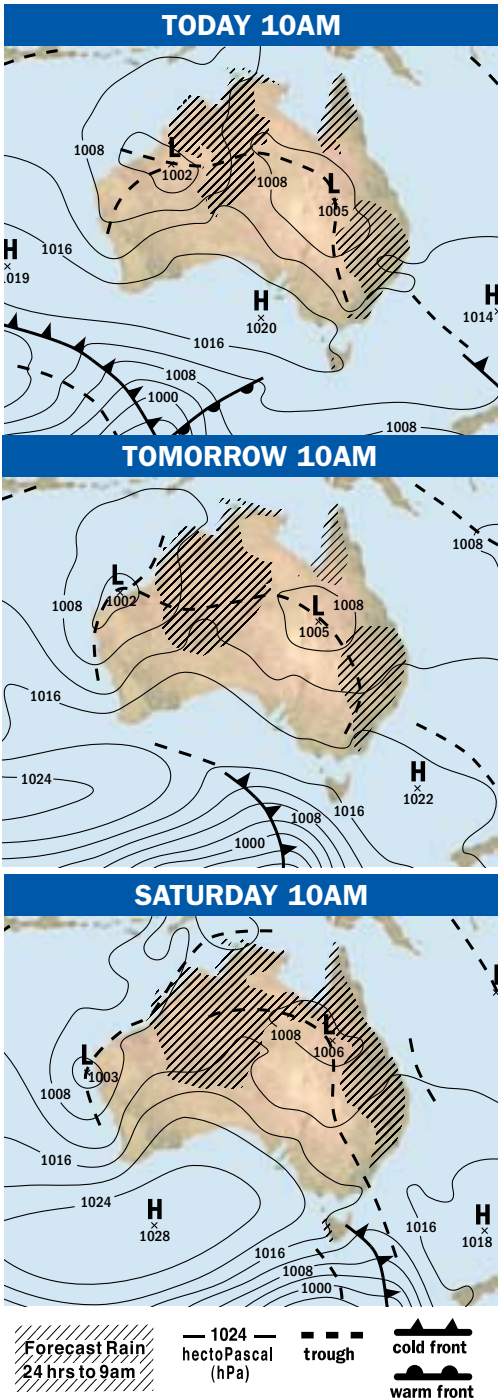 TODAY 10AM
1008
L
1002
1008
L
1005
1016
H
1019
H
1020
H
1014
1016
1008
1000
1008
TOMORROW 10AM
1008
L
1002
1008
L
1008
1005
1016
1024
H
1022
1016
1008
1000
SATURDAY 10AM
L
1008
L
1006
L
1003
1008
1016
1024
H
1028
H
1018
1016
1016
1008
1000
Forecast Rain
24 hrs to 9am
1024
hectoPascal
(hPa)
trough
cold front
warm front